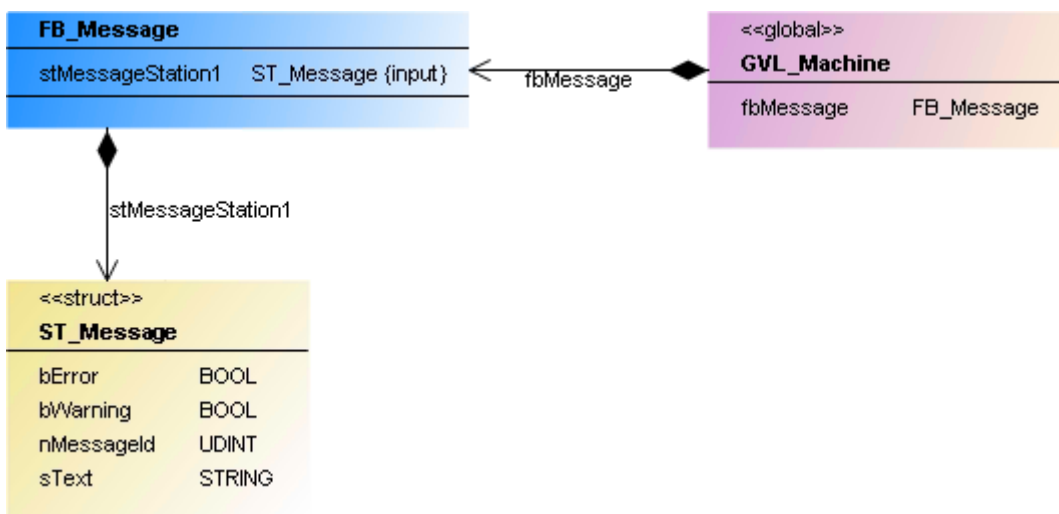 FB_Message
stMessageStation1 ST_Message {input}
fbMessage
<<global>>
GVL_Machine
fbMessage FB_Message
stMessageStation1
<<struct>>
ST_Message
bError BOOL
bWarning BOOL
nMessageId UDINT
sText STRING